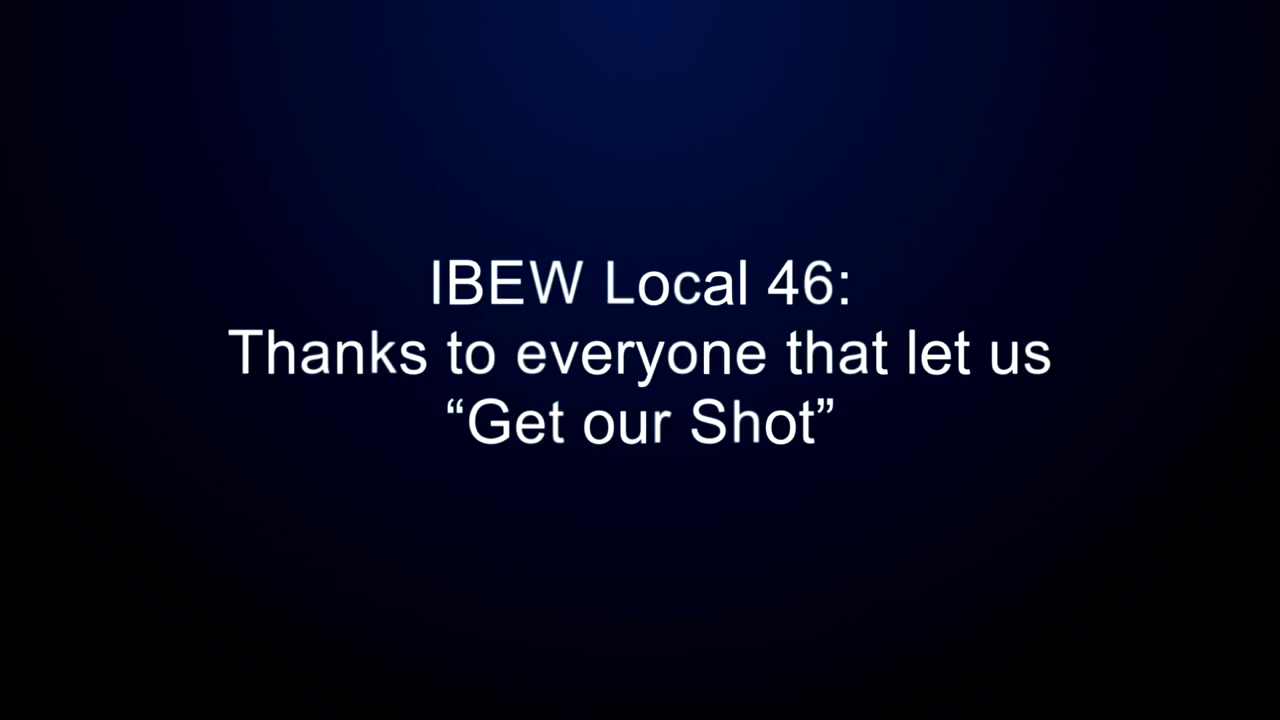 IBEW Local 46:
Thanks to everyone that let us
“Get our Shot”